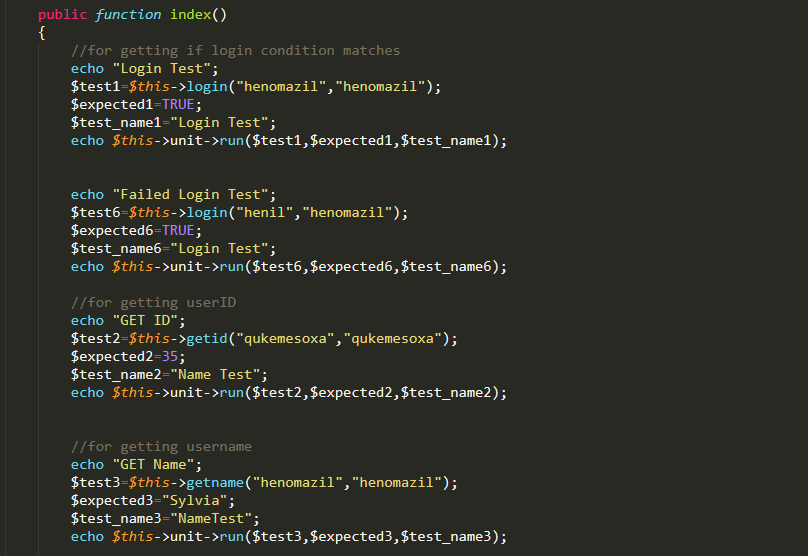 public function index()
{
//for getting if login condition matches
echo "Login Test";
$test1=$this->login("henomazil","henomazil");
$expected1=TRUE;
$test_name1="Login Test";
echo $this->unit->run($test1,$expected1,$test_name1);
echo "Failed Login Test";
$test6=$this->login("henil","henomazil");
$expected6=TRUE;
$test_name6="Login Test";
echo $this->unit->run($test6,$expected6,$test_name6);
//for getting userID
echo "GET ID";
$test2=$this->getid("qukemesoxa","qukemesoxa");
$expected2=35;
$test_name2="Name Test";
echo $this->unit->run($test2,$expected2,$test_name2);
//for getting username
echo "GET Name";
$test3=$this->getname("henomazil","henomazil");
$expected3="Sylvia";
$test_name3="NameTest";
echo $this->unit->run($test3,$expected3,$test_name3);